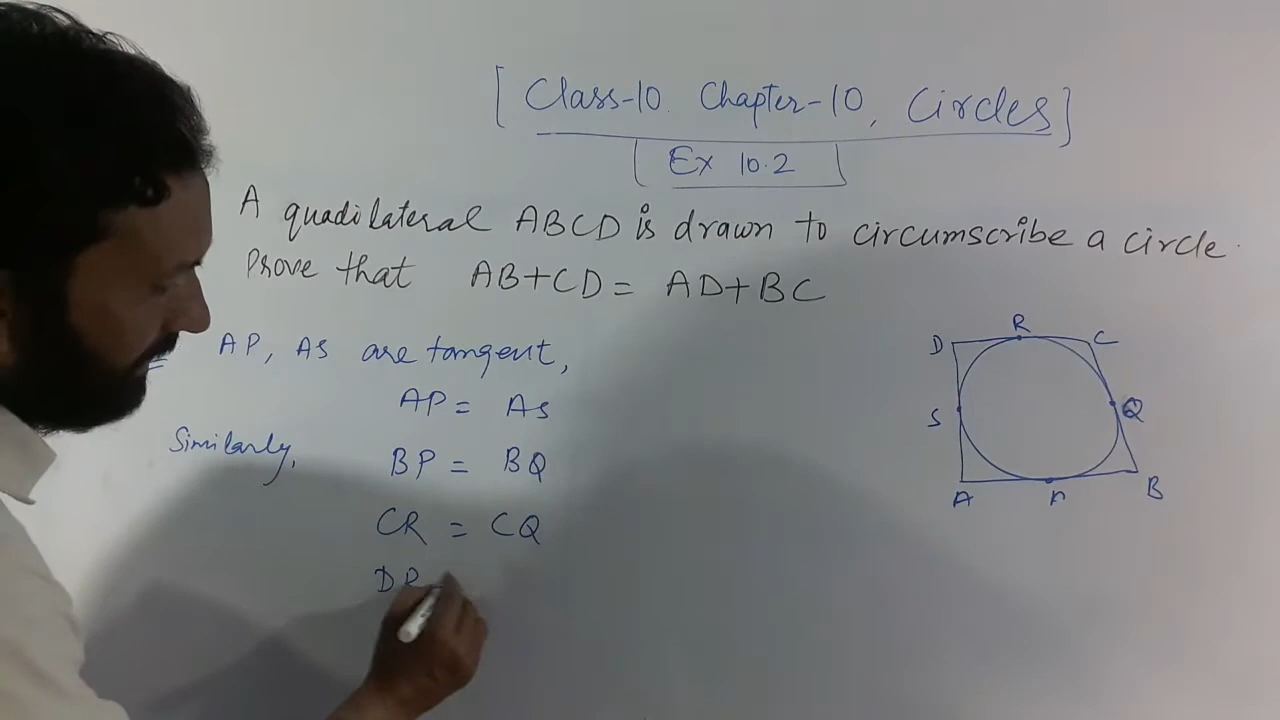 [Class-10. Chapter-10, Circles]
Ex 10.2
A quadilateral ABCD is drawn to circumscribe a circle.
Prove that AB+CD = AD+BC
AP, AS are tangent,
AP = AS
Similarly,
BP = BQ
CR = CQ
DR =
D R C
S Q
A P B